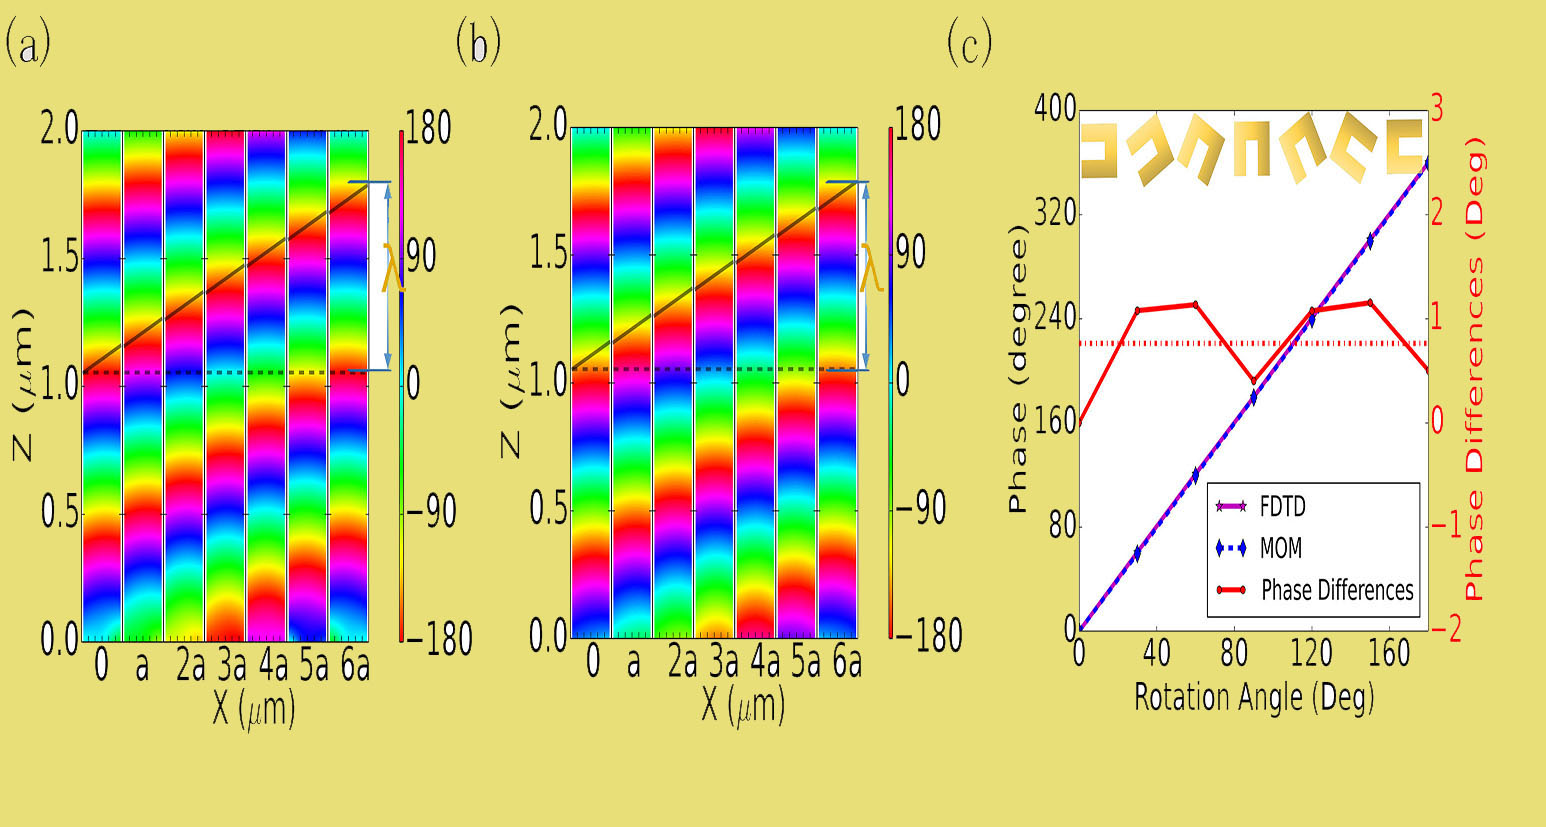 (a)
2.0
1.5
1.0
0.5
0.0
Z (μm)
0 a 2a 3a 4a 5a 6a
X (μm)
λ
180
90
0
−90
−180
(b)
2.0
1.5
1.0
0.5
0.0
Z (μm)
0 a 2a 3a 4a 5a 6a
X (μm)
λ
180
90
0
−90
−180
(c)
400
320
240
160
80
0
Phase (degree)
0 40 80 120 160
Rotation Angle (Deg)
3
2
1
0
−1
−2
Phase Differences (Deg)
FDTD
MOM
Phase Differences